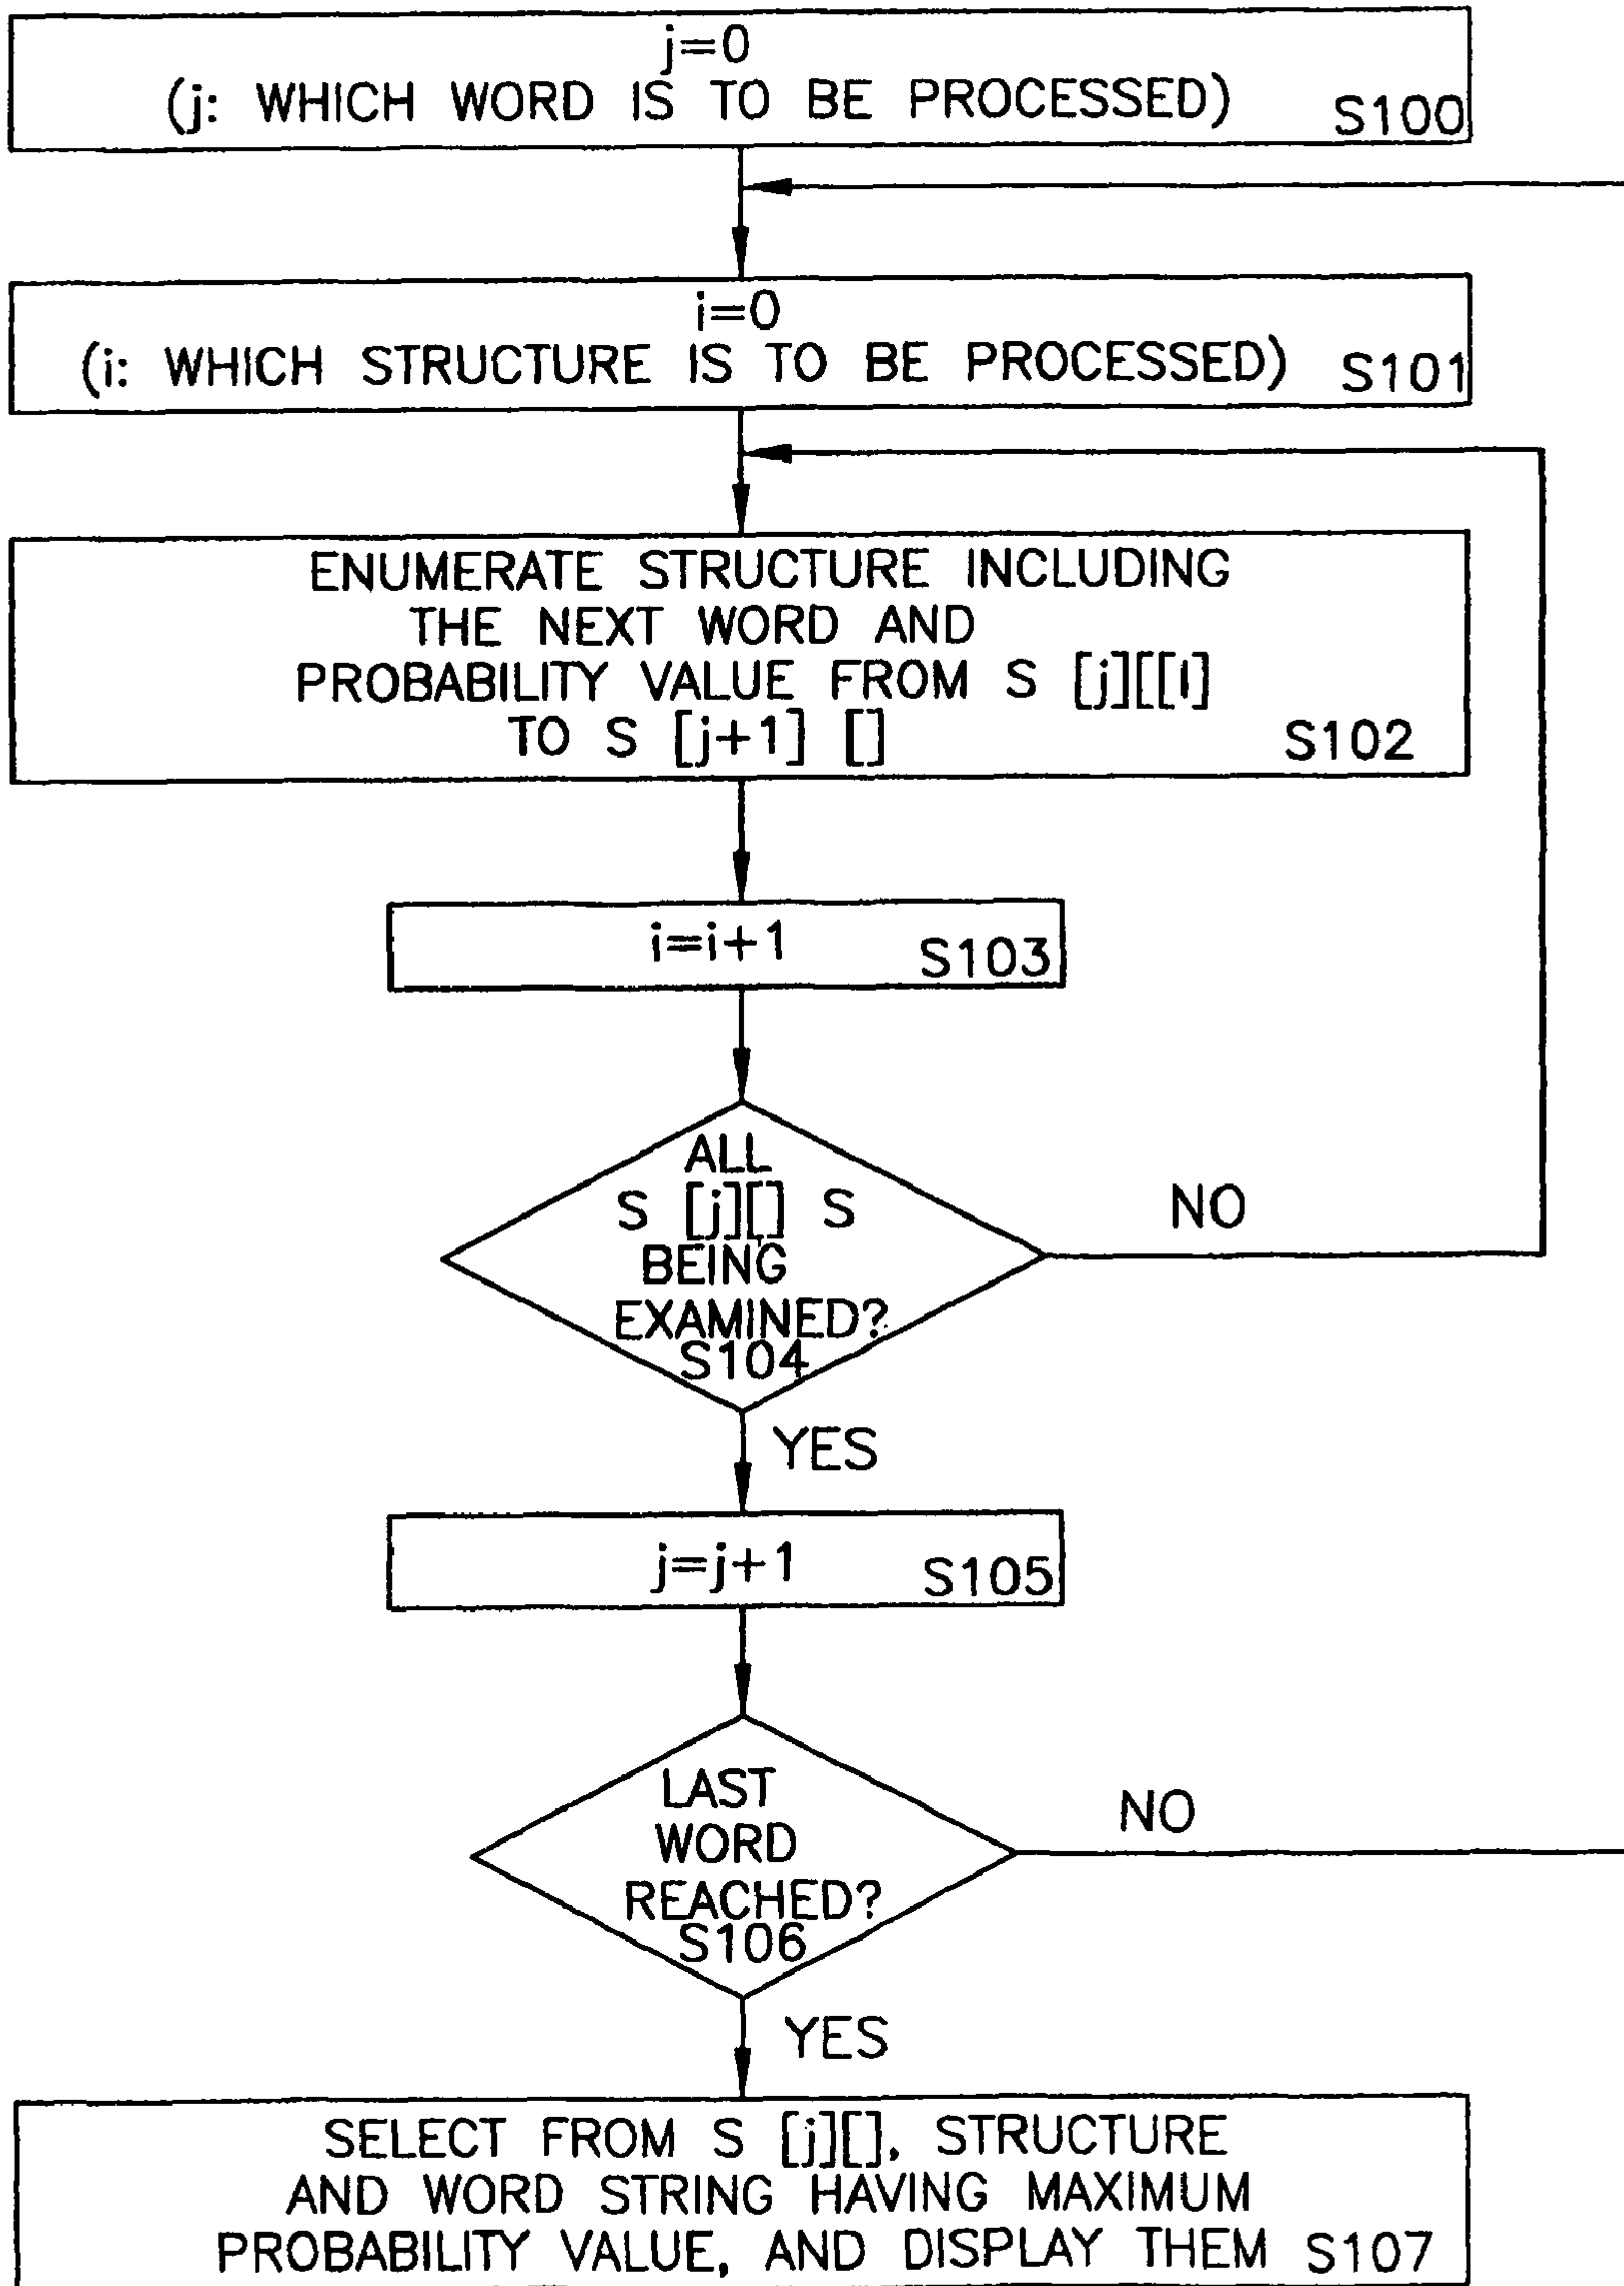 j=0
(j: WHICH WORD IS TO BE PROCESSED) S100
i=0
(i: WHICH STRUCTURE IS TO BE PROCESSED) S101
ENUMERATE STRUCTURE INCLUDING
THE NEXT WORD AND
PROBABILITY VALUE FROM S [j][[I]
TO S [j+1] [] S102
i=i+1 S103
ALL
S [j][] S
BEING
EXAMINED?
S104
NO
YES
j=j+1 S105
LAST
WORD
REACHED?
S106
NO
YES
SELECT FROM S [j][], STRUCTURE
AND WORD STRING HAVING MAXIMUM
PROBABILITY VALUE, AND DISPLAY THEM S107